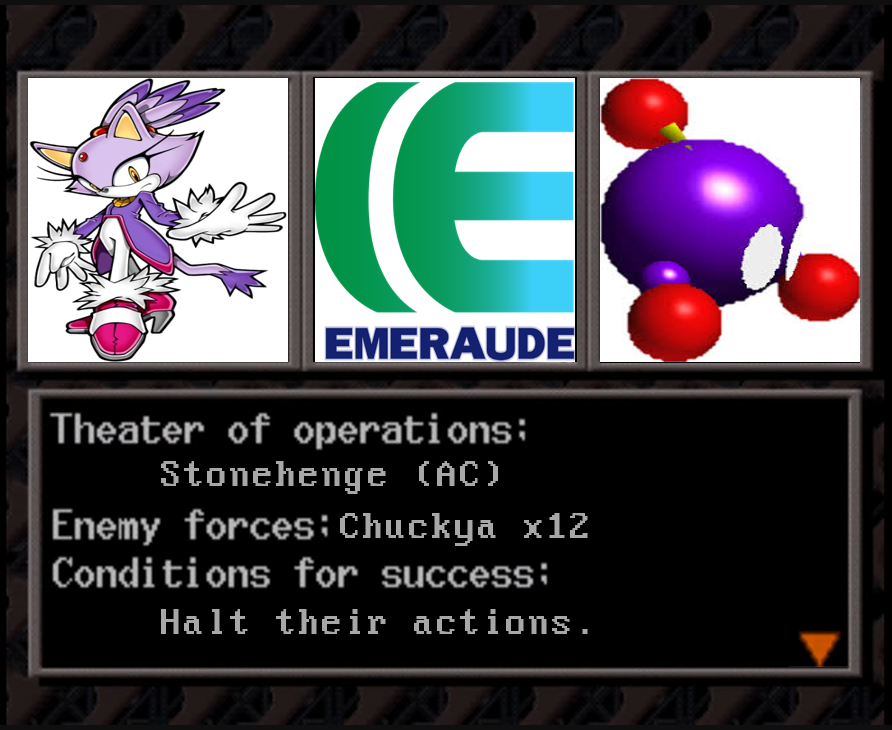 EMERAUDE
Theater of operations:
Stonehenge (AC)
Enemy forces:Chuckya x12
Conditions for success:
Halt their actions.